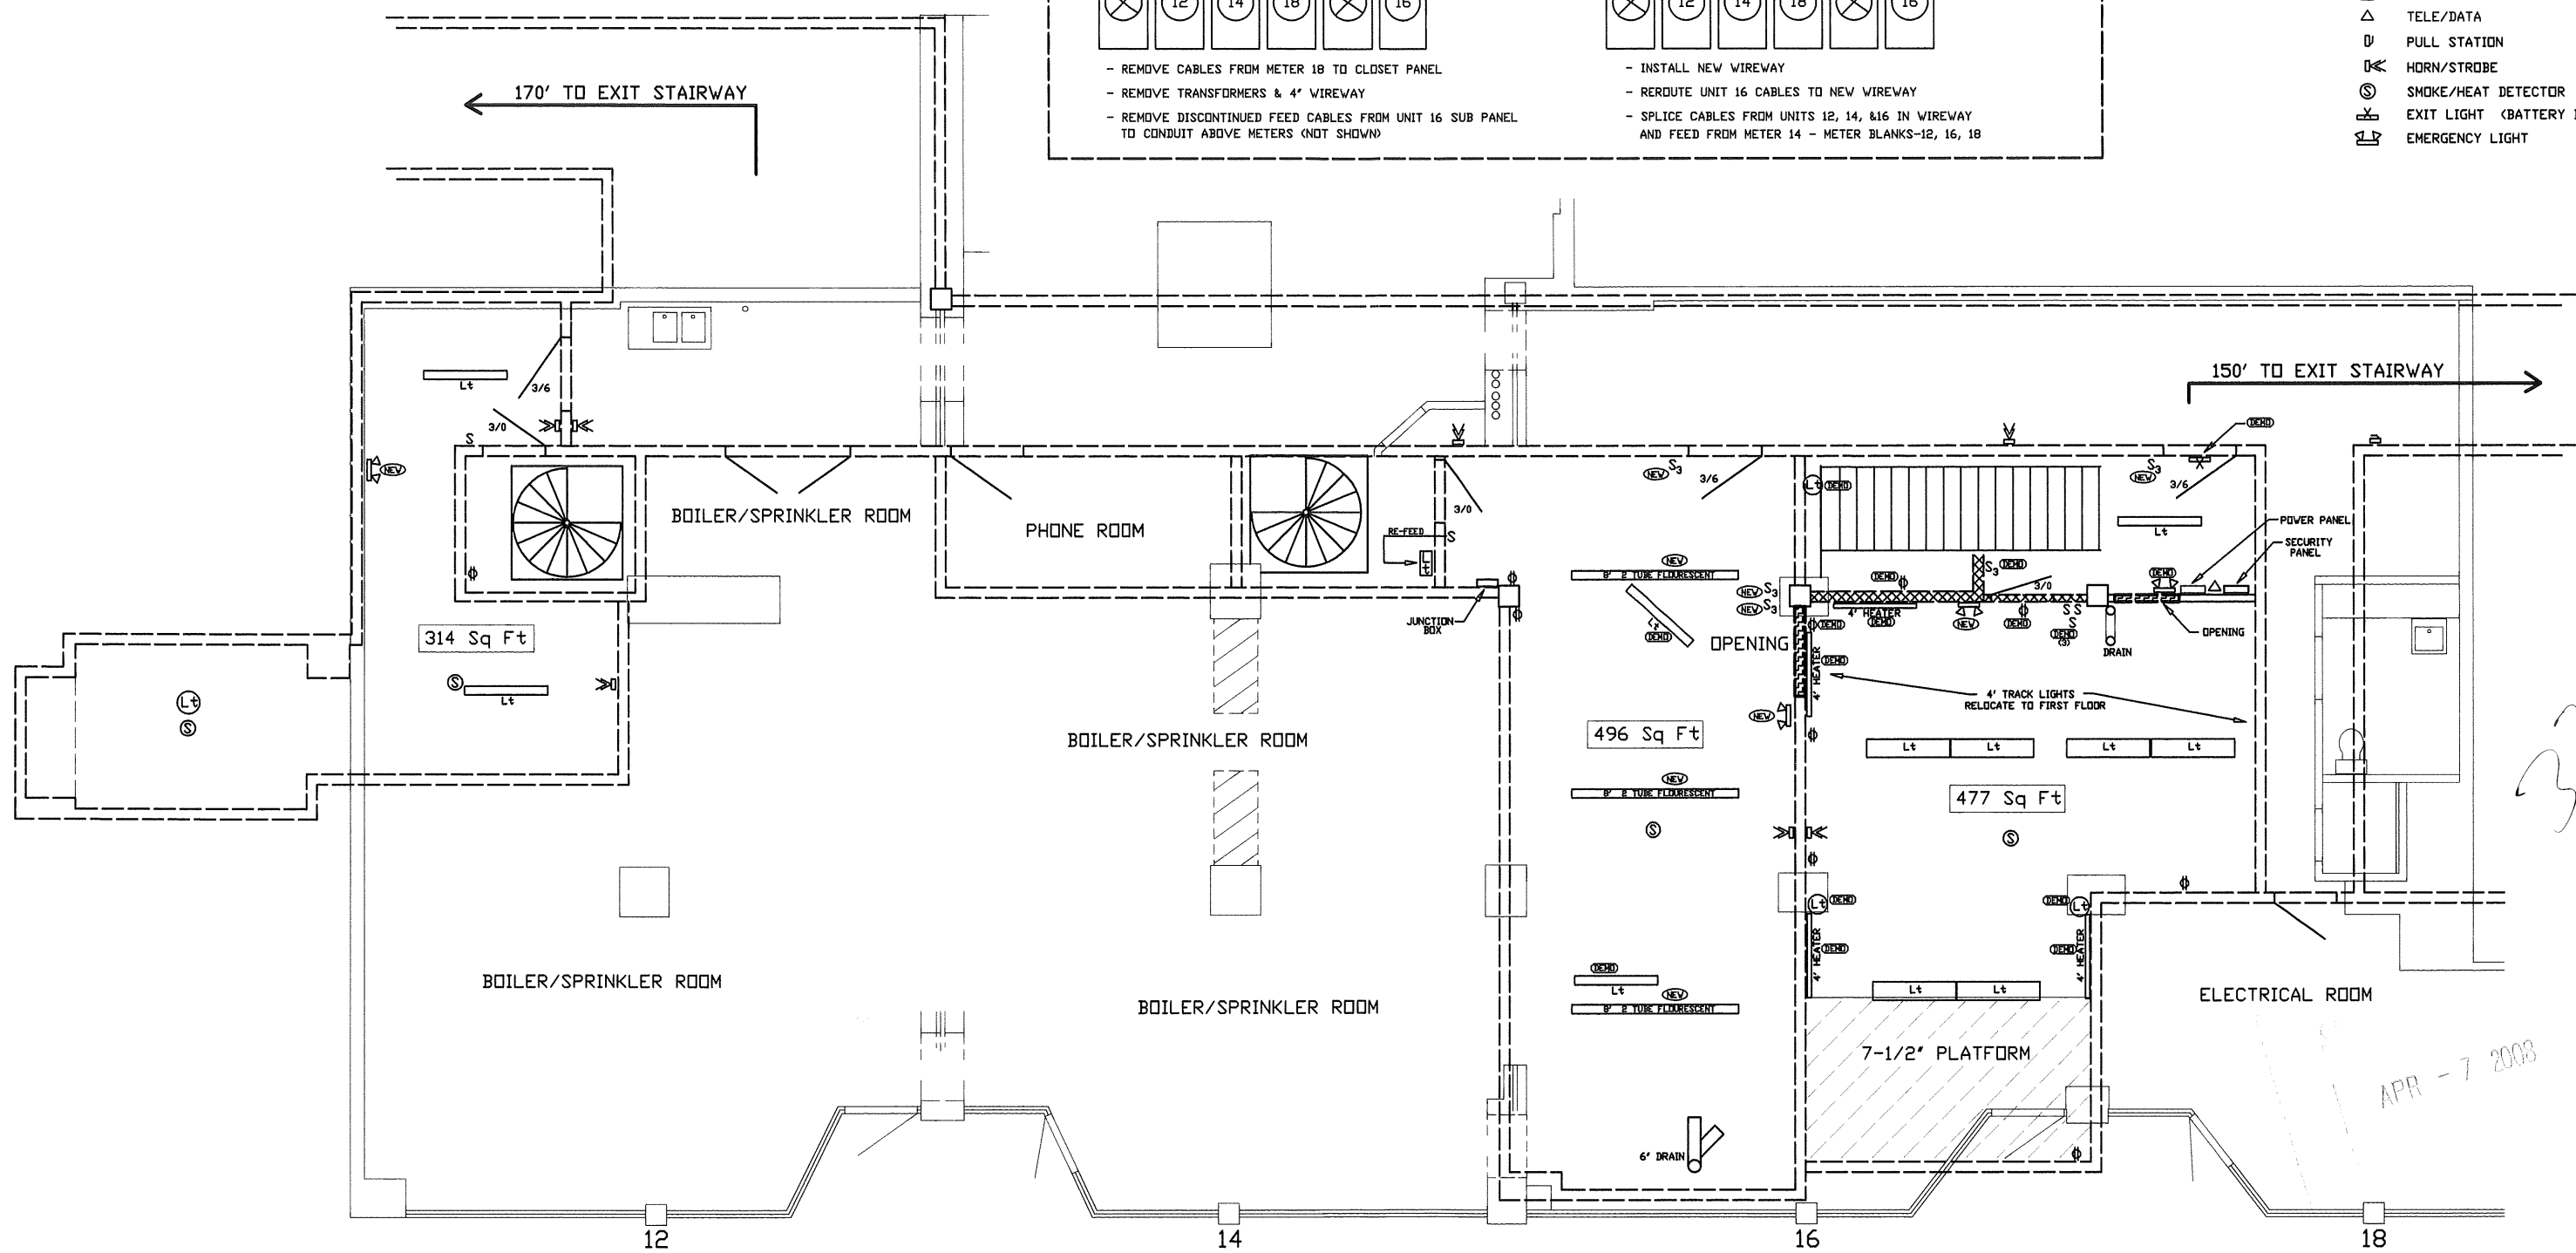 12 14 18 16
12 14 18 16
- REMOVE CABLES FROM METER 18 TO CLOSET PANEL
- REMOVE TRANSFORMERS & 4" WIREWAY
- REMOVE DISCONTINUED FEED CABLES FROM UNIT 16 SUB PANEL
TO CONDUIT ABOVE METERS (NOT SHOWN)
- INSTALL NEW WIREWAY
- REROUTE UNIT 16 CABLES TO NEW WIREWAY
- SPLICE CABLES FROM UNITS 12, 14, &16 IN WIREWAY
AND FEED FROM METER 14 - METER BLANKS-12, 16, 18
TELE/DATA
PULL STATION
HORN/STROBE
S SMOKE/HEAT DETECTOR
EXIT LIGHT (BATTERY
EMERGENCY LIGHT
170' TO EXIT STAIRWAY
150' TO EXIT STAIRWAY
Lt
3/6
3/0
S
NEW
BOILER/SPRINKLER ROOM
PHONE ROOM
RE-FEED
S
Lt
3/0
NEW S3
3/6
Lt DEMO
DEMO
NEW S3
3/6
Lt
POWER PANEL
SECURITY
PANEL
NEW
8' 2 TUBE FLOURESCENT
NEW S3
NEW S3
DEMO
S3 DEMO
3/0
DEMO
4' HEATER
DEMO
NEW
DEMO
S S
S
DEMO
(3)
DRAIN
OPENING
JUNCTION
BOX
Lt
DEMO
OPENING
DEMO
DEMO
4' HEATER
314 Sq Ft
S
Lt
Lt
S
4' TRACK LIGHTS
RELOCATE TO FIRST FLOOR
NEW
496 Sq Ft
BOILER/SPRINKLER ROOM
Lt Lt Lt Lt
NEW
8' 2 TUBE FLOURESCENT
477 Sq Ft
S
S
Lt DEMO
DEMO Lt
4' HEATER DEMO
DEMO 4' HEATER
DEMO
Lt
NEW
8' 2 TUBE FLOURESCENT
Lt Lt
BOILER/SPRINKLER ROOM
BOILER/SPRINKLER ROOM
ELECTRICAL ROOM
7-1/2" PLATFORM
APR - 7 2008
6" DRAIN
12 14 16 18